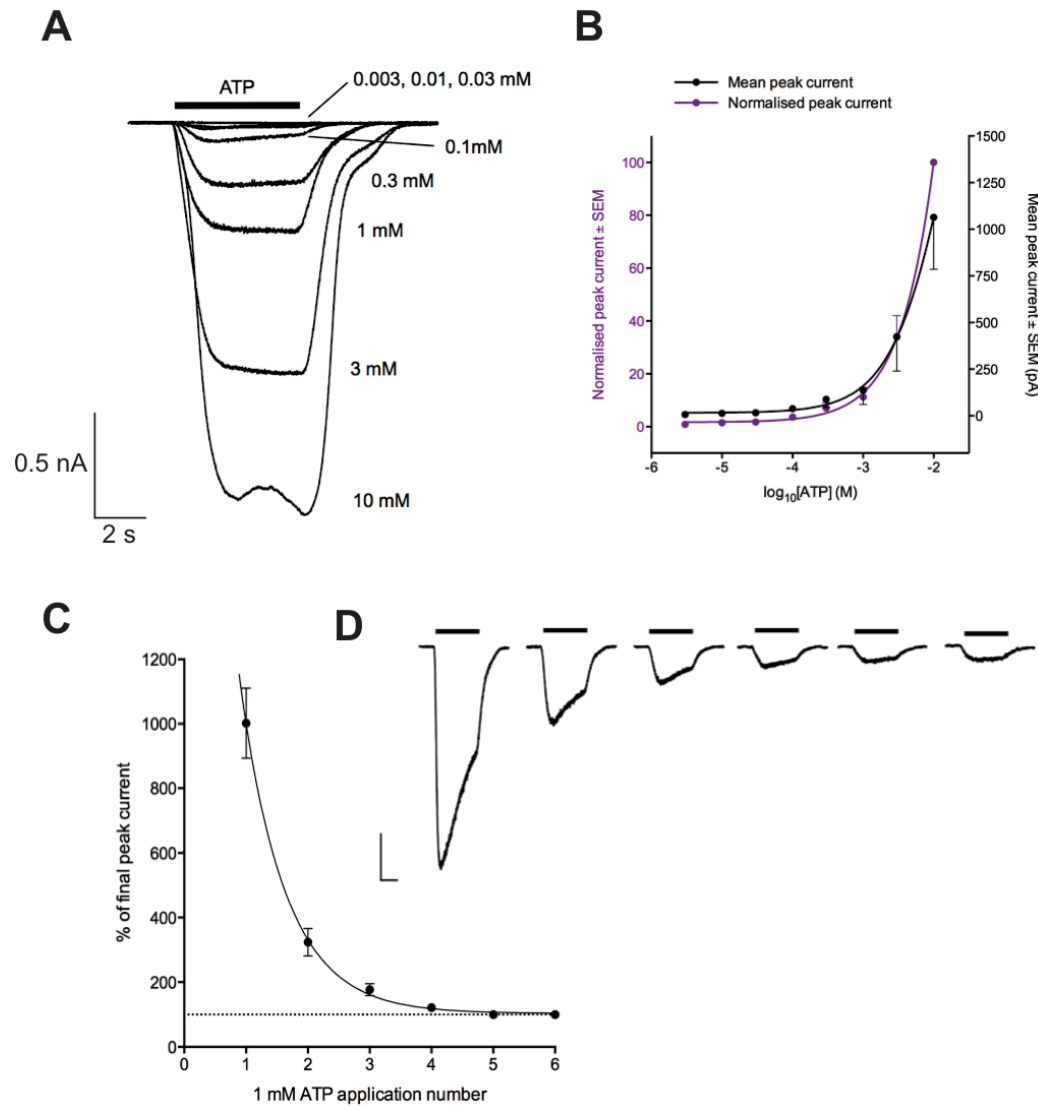 A
ATP
0.003, 0.01, 0.03 mM
0.1mM
0.3 mM
1 mM
3 mM
10 mM
0.5 nA
2 s
B
Mean peak current
Normalised peak current
Normalised peak current ± SEM
100
80
60
40
20
0
1500
1250
1000
750
500
250
0
Mean peak current ± SEM (pA)
-6
-5
-4
-3
-2
log10[ATP] (M)
C
% of final peak current
1200
1000
800
600
400
200
0
0
1
2
3
4
5
6
1 mM ATP application number
D